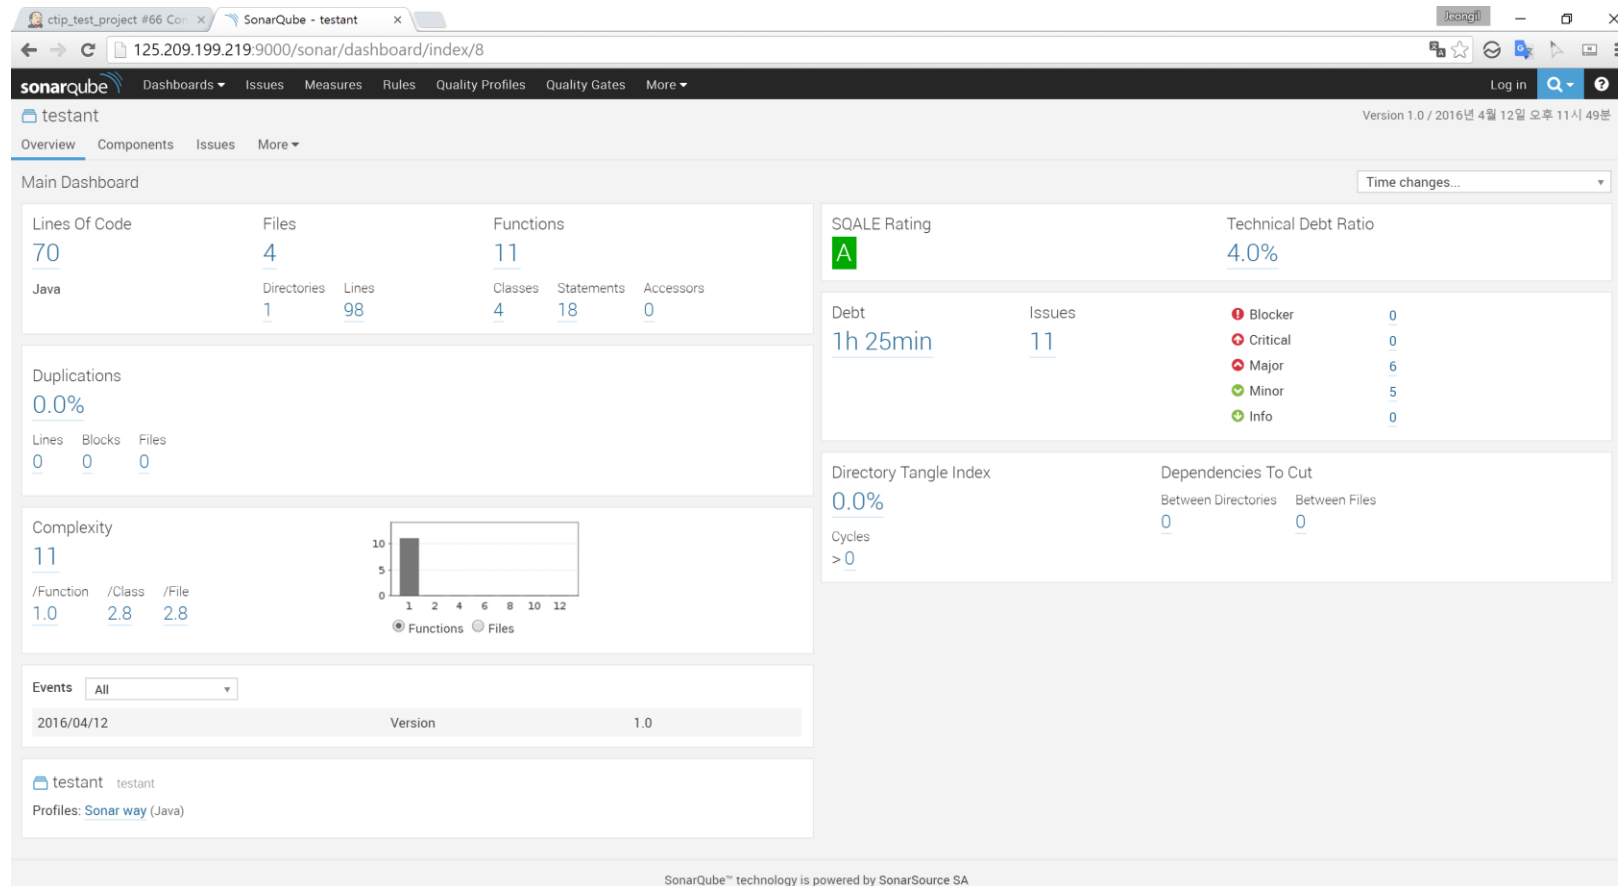 ctip_test_project #66 Con
SonarQube - testant
Jeongil
125.209.199.219:9000/sonar/dashboard/index/8
sonarqube Dashboards Issues Measures Rules Quality Profiles Quality Gates More Log in
testant
Version 1.0 / 2016년 4월 12일 오후 11시 49분
Overview Components Issues More
Main Dashboard
Time changes...
Lines Of Code Files Functions
70 4 11
Java Directories Lines Classes Statements Accessors
1 98 4 18 0
Duplications
0.0%
Lines Blocks Files
0 0 0
Complexity
11
/Function /Class /File
1.0 2.8 2.8
10
5
0
1 2 4 6 8 10 12
Functions Files
Events All
2016/04/12 Version 1.0
testant testant
Profiles: Sonar way (Java)
SQALE Rating Technical Debt Ratio
A 4.0%
Debt Issues
1h 25min 11
Blocker 0
Critical 0
Major 6
Minor 5
Info 0
Directory Tangle Index Dependencies To Cut
0.0% Between Directories Between Files
0 0
Cycles
> 0
SonarQube™ technology is powered by SonarSource SA